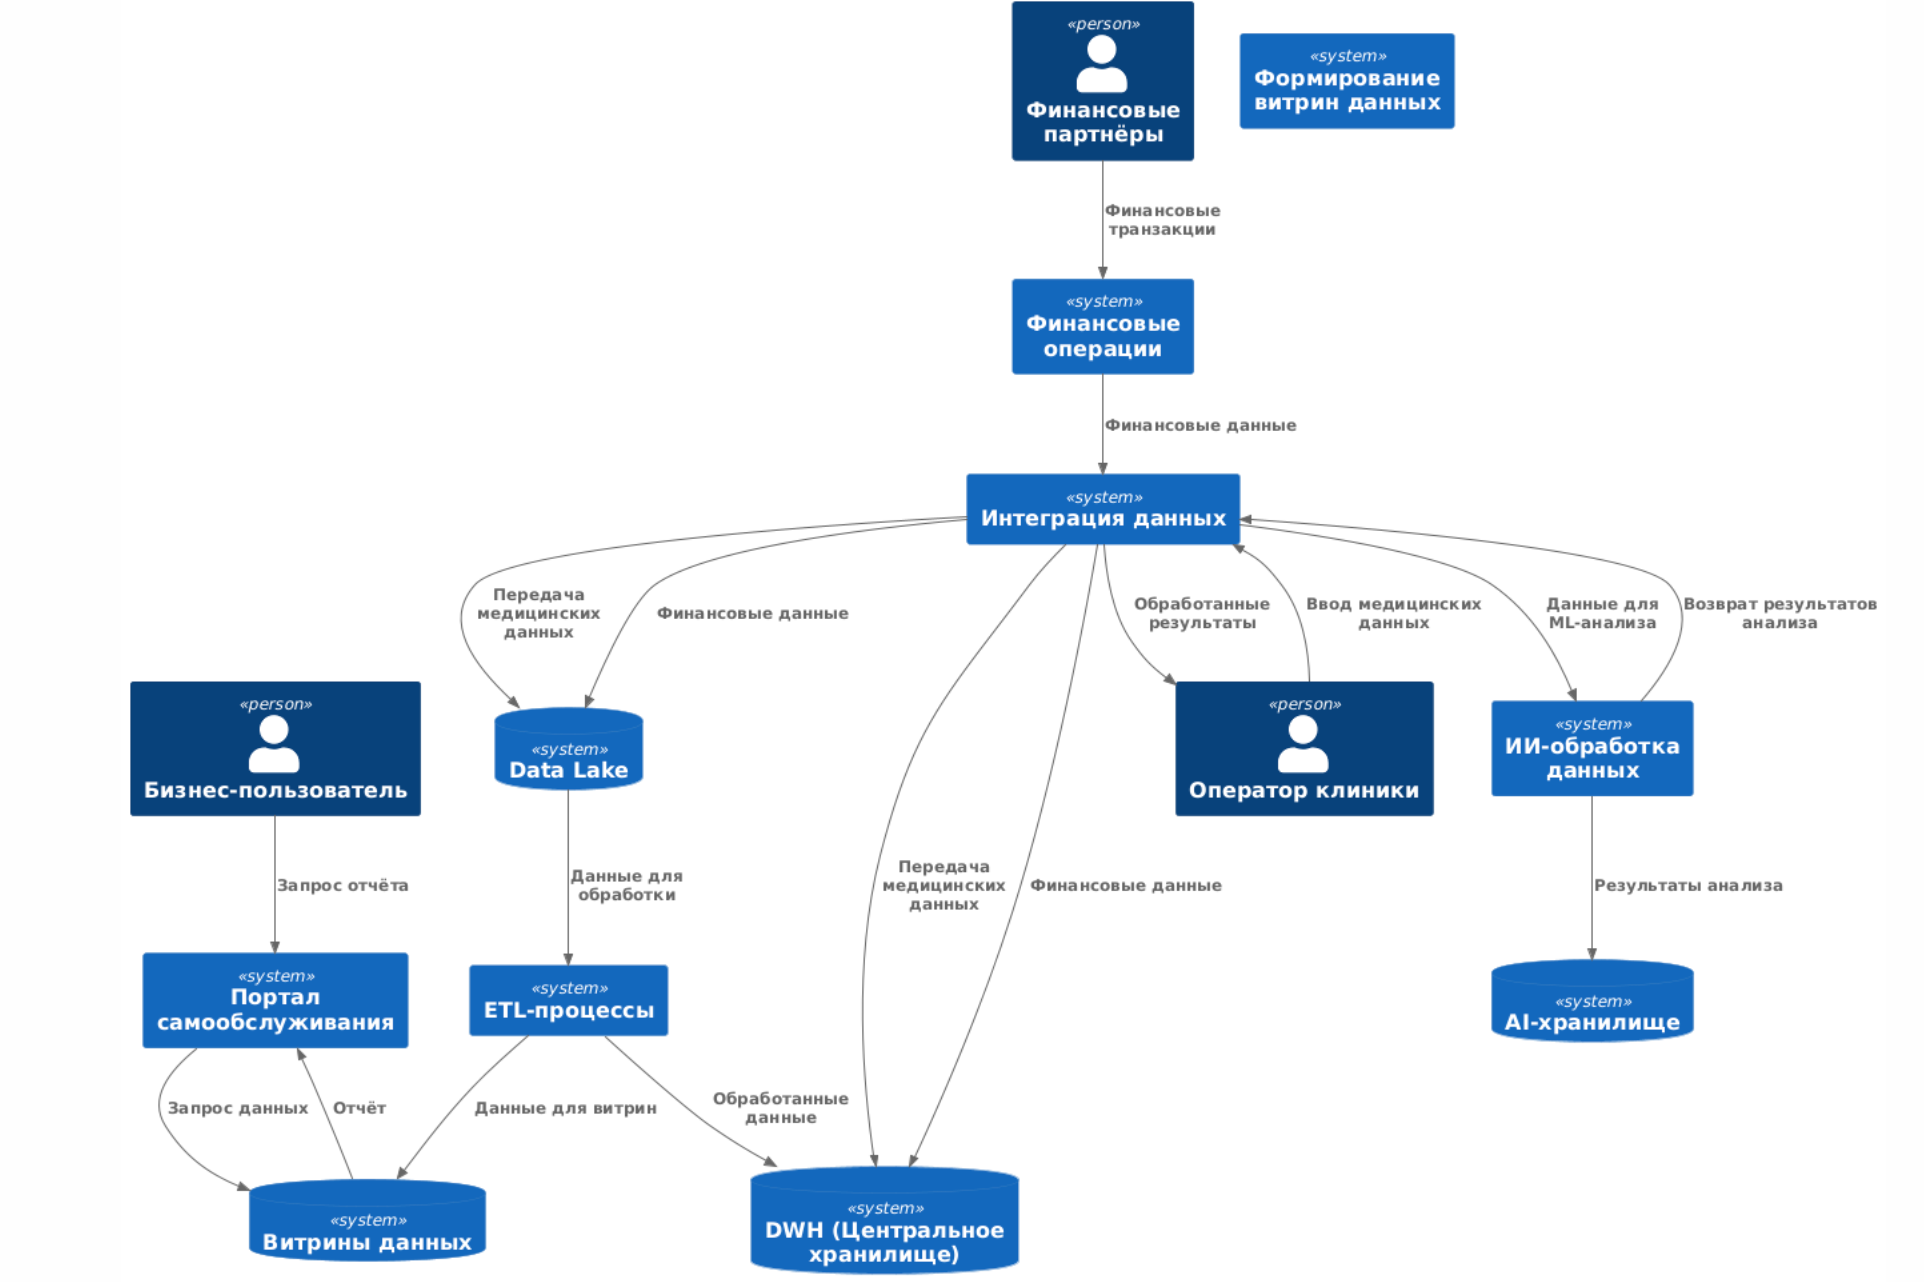 «person»
Финансовые
партнёры
«system»
Формирование
витрин данных
Финансовые
транзакции
«system»
Финансовые
операции
Финансовые данные
«system»
Интеграция данных
Передача
медицинских
данных
Финансовые данные
Обработанные
результаты
Ввод медицинских
данных
Данные для
ML-анализа
Возврат результатов
анализа
«person»
Бизнес-пользователь
«system»
Data Lake
«person»
Оператор клиники
«system»
ИИ-обработка
данных
Запрос отчёта
Данные для
обработки
Передача
медицинских
данных
Финансовые данные
Результаты анализа
«system»
Портал
самообслуживания
«system»
ETL-процессы
«system»
AI-хранилище
Запрос данных
Отчёт
Данные для витрин
Обработанные
данные
«system»
Витрины данных
«system»
DWH (Центральное
хранилище)